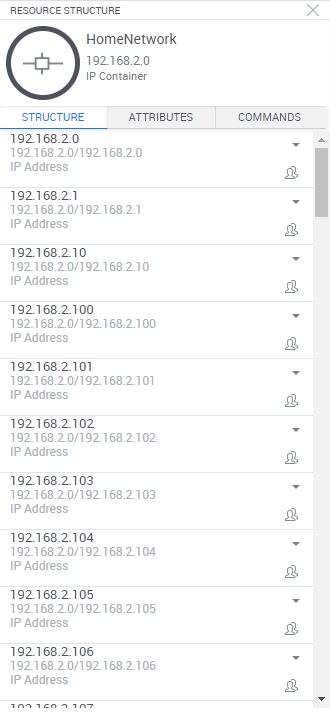 RESOURCE STRUCTURE
HomeNetwork
192.168.2.0
IP Container
STRUCTURE ATTRIBUTES COMMANDS
192.168.2.0
192.168.2.0/192.168.2.0
IP Address
192.168.2.1
192.168.2.0/192.168.2.1
IP Address
192.168.2.10
192.168.2.0/192.168.2.10
IP Address
192.168.2.100
192.168.2.0/192.168.2.100
IP Address
192.168.2.101
192.168.2.0/192.168.2.101
IP Address
192.168.2.102
192.168.2.0/192.168.2.102
IP Address
192.168.2.103
192.168.2.0/192.168.2.103
IP Address
192.168.2.104
192.168.2.0/192.168.2.104
IP Address
192.168.2.105
192.168.2.0/192.168.2.105
IP Address
192.168.2.106
192.168.2.0/192.168.2.106
IP Address
192.168.2.107